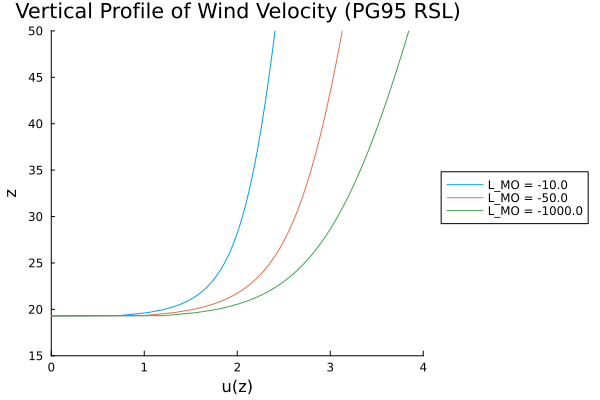 Vertical Profile of Wind Velocity (PG95 RSL)
50
45
40
35
30
25
20
15
z
0 1 2 3 4
u(z)
L_MO = -10.0
L_MO = -50.0
L_MO = -1000.0